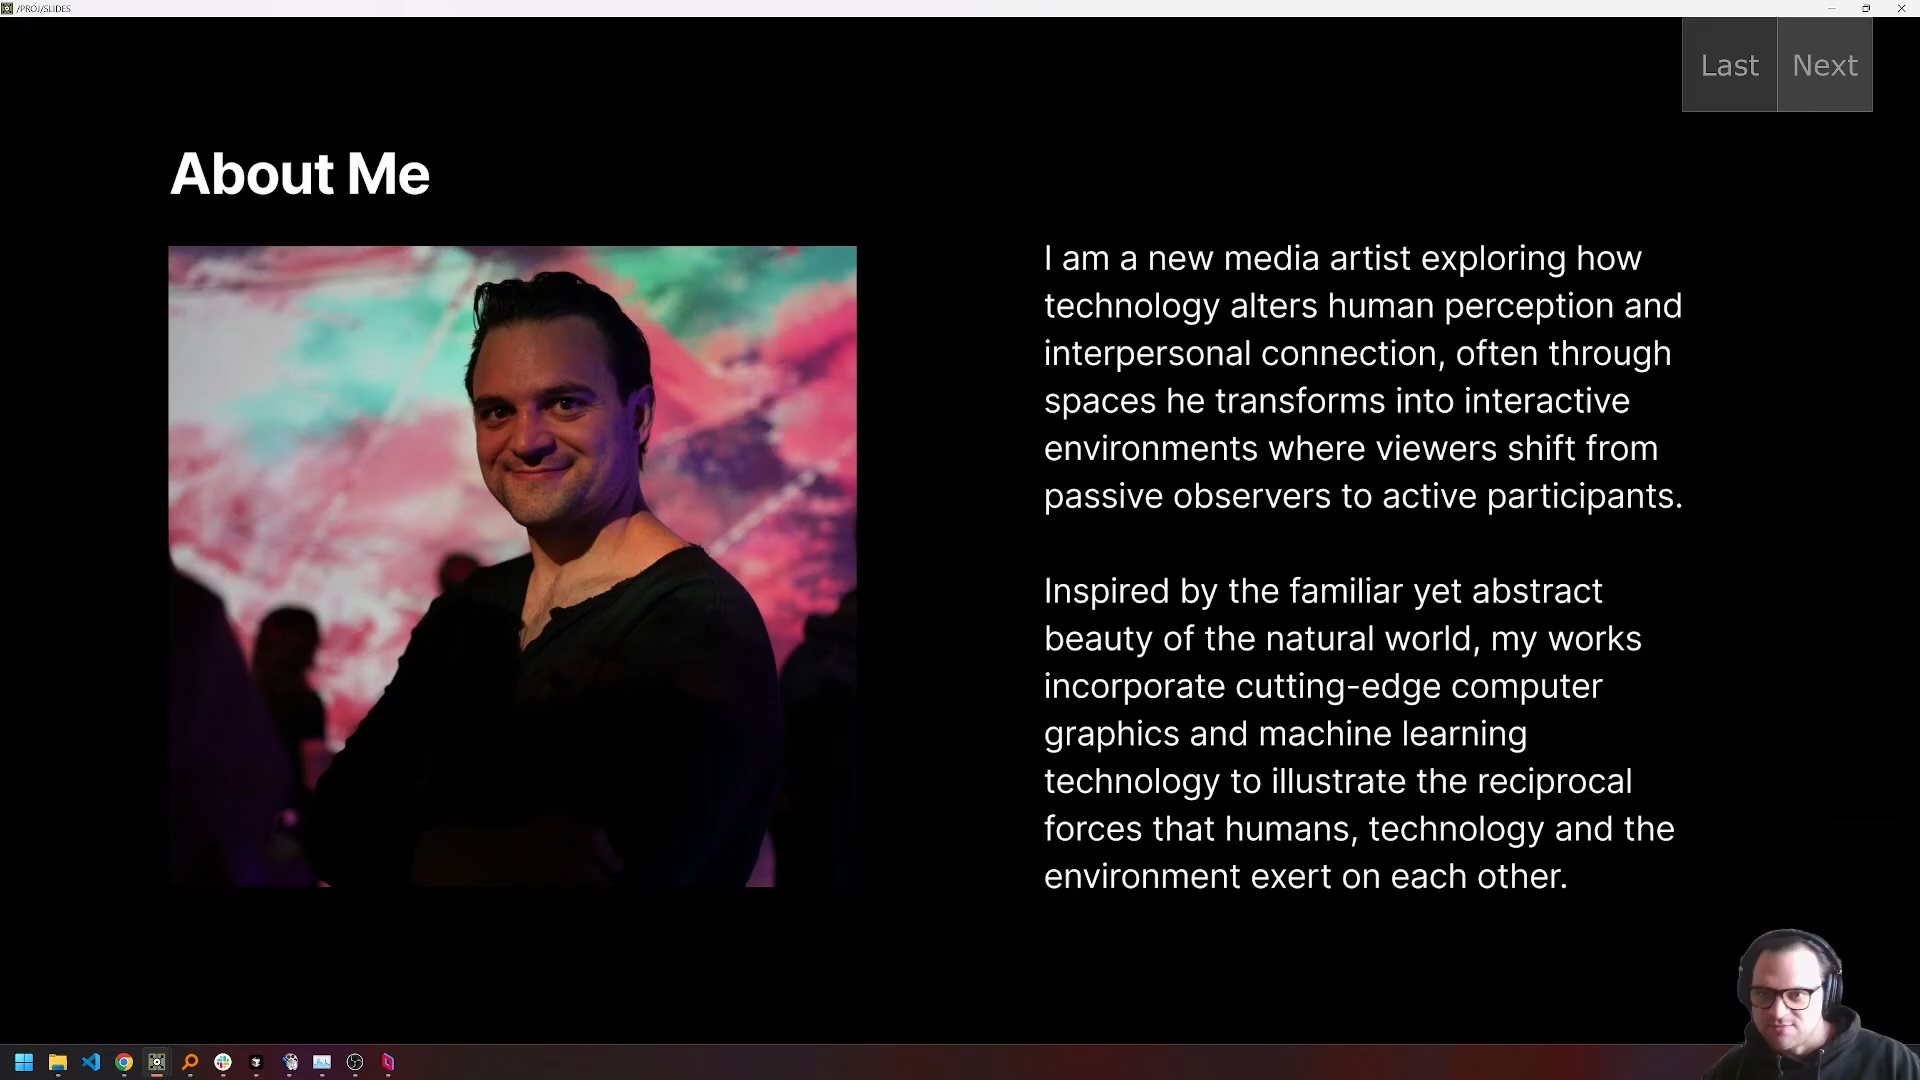 /PROJ/SLIDES
Last Next
About Me
I am a new media artist exploring how
technology alters human perception and
interpersonal connection, often through
spaces he transforms into interactive
environments where viewers shift from
passive observers to active participants.
Inspired by the familiar yet abstract
beauty of the natural world, my works
incorporate cutting-edge computer
graphics and machine learning
technology to illustrate the reciprocal
forces that humans, technology and the
environment exert on each other.